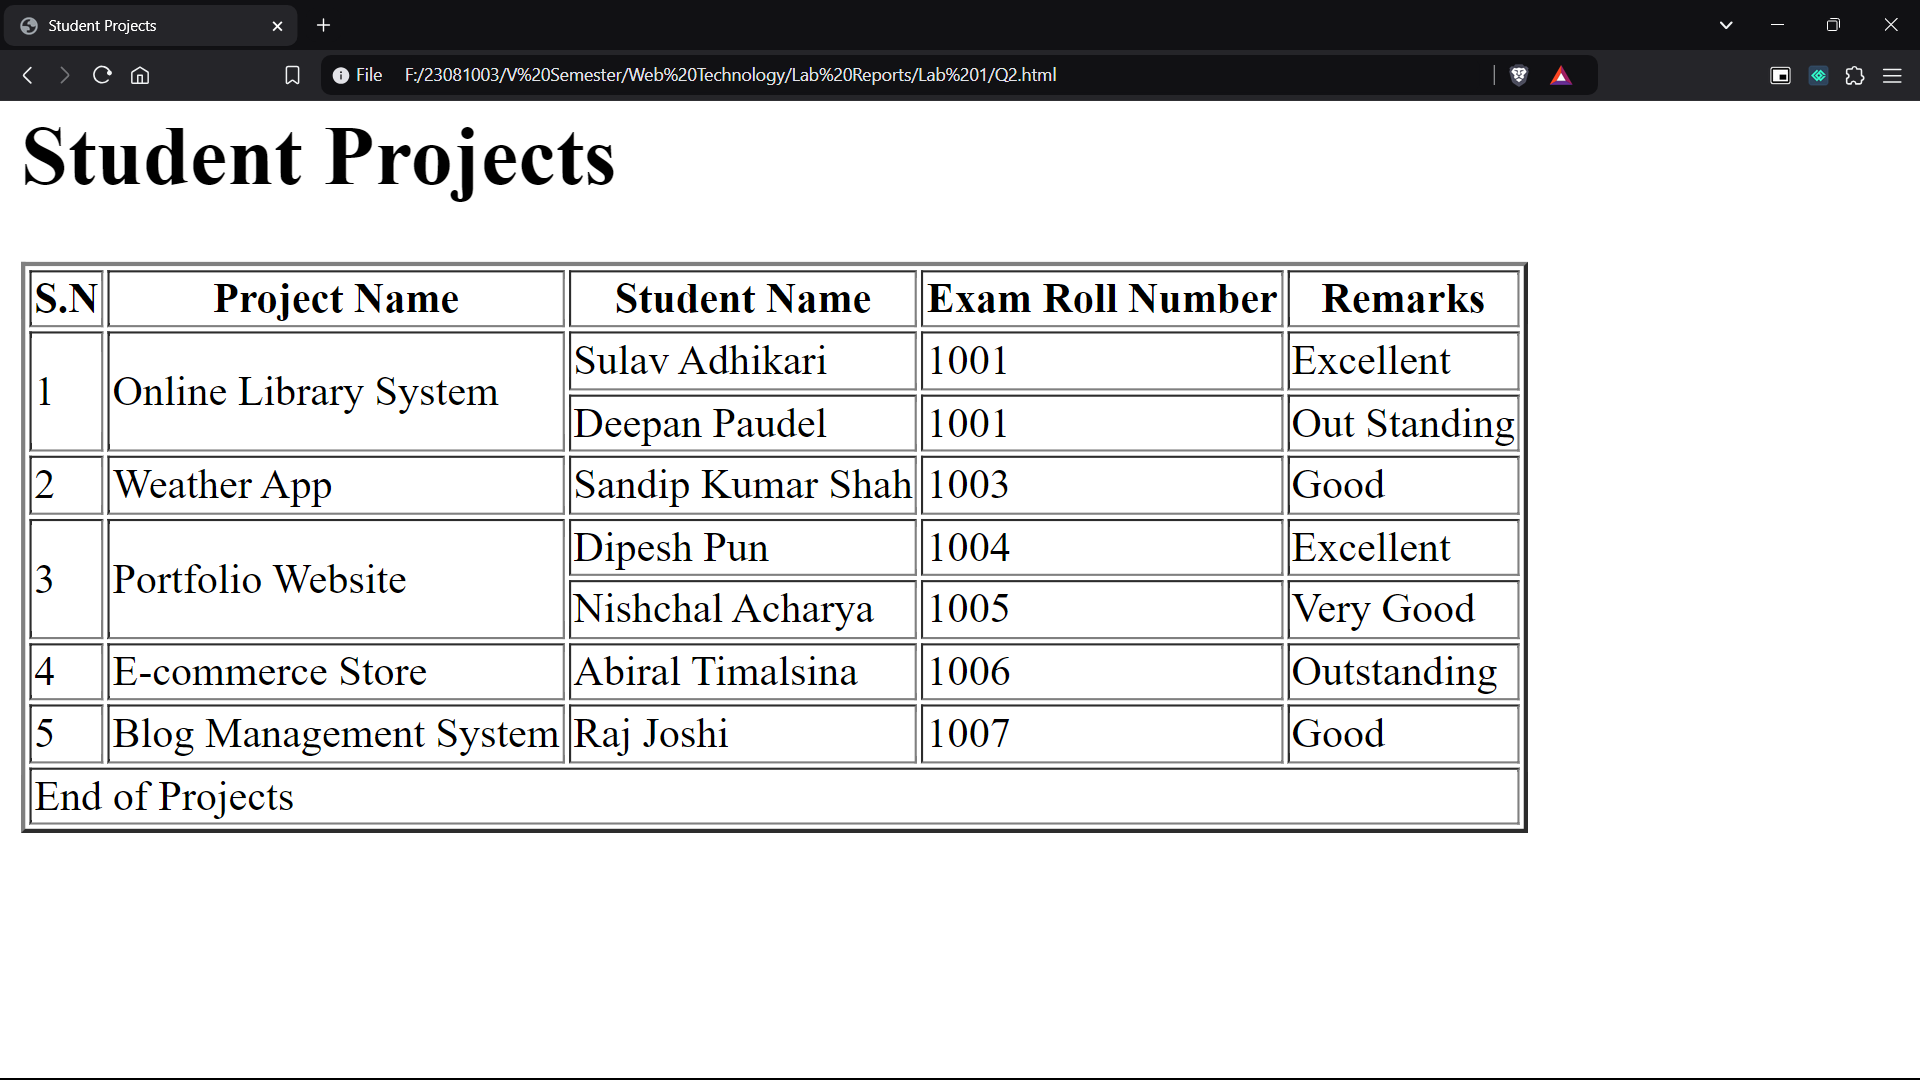 Student Projects
File F:/23081003/V%20Semester/Web%20Technology/Lab%20Reports/Lab%201/Q2.html
Student Projects
S.N Project Name Student Name Exam Roll Number Remarks
1 Online Library System Sulav Adhikari 1001 Excellent
Deepan Paudel 1001 Out Standing
2 Weather App Sandip Kumar Shah 1003 Good
3 Portfolio Website Dipesh Pun 1004 Excellent
Nishchal Acharya 1005 Very Good
4 E-commerce Store Abiral Timalsina 1006 Outstanding
5 Blog Management System Raj Joshi 1007 Good
End of Projects